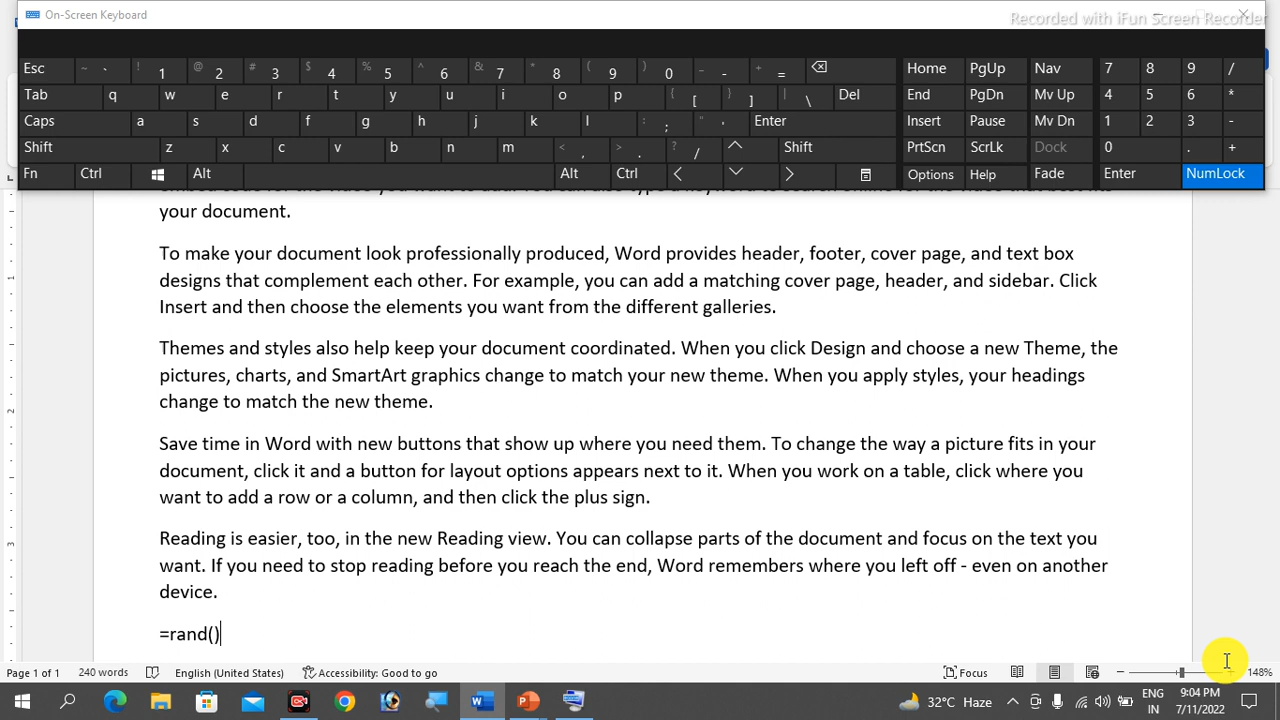 On-Screen Keyboard
Recorded with iFun Screen Recorder
Esc ~ ` ! 1 @ 2 # 3 $ 4 % 5 ^ 6 & 7 * 8 ( 9 ) 0 _ - + = Home PgUp Nav 7 8 9 /
Tab q w e r t y u i o p { [ } ] | \ Del End PgDn Mv Up 4 5 6 *
Caps a s d f g h j k l : ; " ' Enter Insert Pause Mv Dn 1 2 3 -
Shift z x c v b n m < , > . ? / Shift PrtScn ScrLk Dock 0 . +
Fn Ctrl Alt Alt Ctrl Options Help Fade Enter NumLock
your document.
To make your document look professionally produced, Word provides header, footer, cover page, and text box
designs that complement each other. For example, you can add a matching cover page, header, and sidebar. Click
Insert and then choose the elements you want from the different galleries.
Themes and styles also help keep your document coordinated. When you click Design and choose a new Theme, the
pictures, charts, and SmartArt graphics change to match your new theme. When you apply styles, your headings
change to match the new theme.
Save time in Word with new buttons that show up where you need them. To change the way a picture fits in your
document, click it and a button for layout options appears next to it. When you work on a table, click where you
want to add a row or a column, and then click the plus sign.
Reading is easier, too, in the new Reading view. You can collapse parts of the document and focus on the text you
want. If you need to stop reading before you reach the end, Word remembers where you left off - even on another
device.
=rand()
Page 1 of 1 240 words English (United States) Accessibility: Good to go Focus 148%
32°C Haze ENG 9:04 PM
IN 7/11/2022